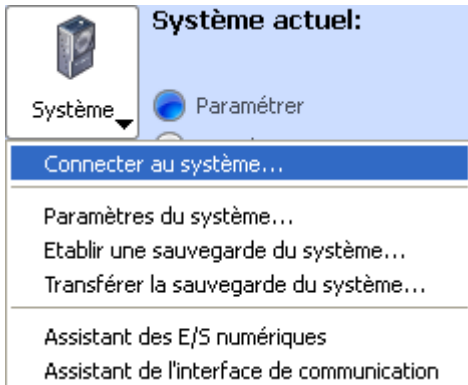 Système actuel:
Système
Paramétrer
Connecter au système...
Paramètres du système...
Etablir une sauvegarde du système...
Transférer la sauvegarde du système...
Assistant des E/S numériques
Assistant de l'interface de communication